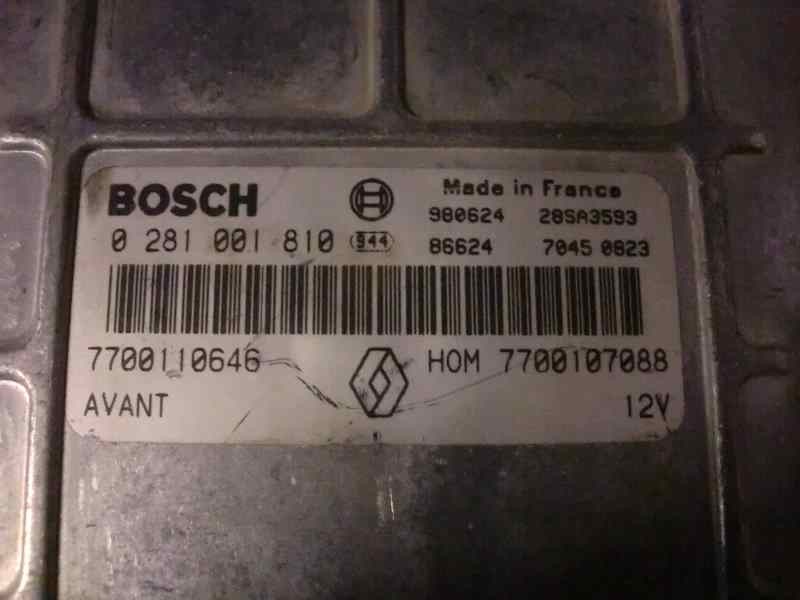 BOSCH Made in France
980624 28SA3593
0 281 001 810 944 86624 7045 0823
7700110646 HOM 7700107088
AVANT 12V